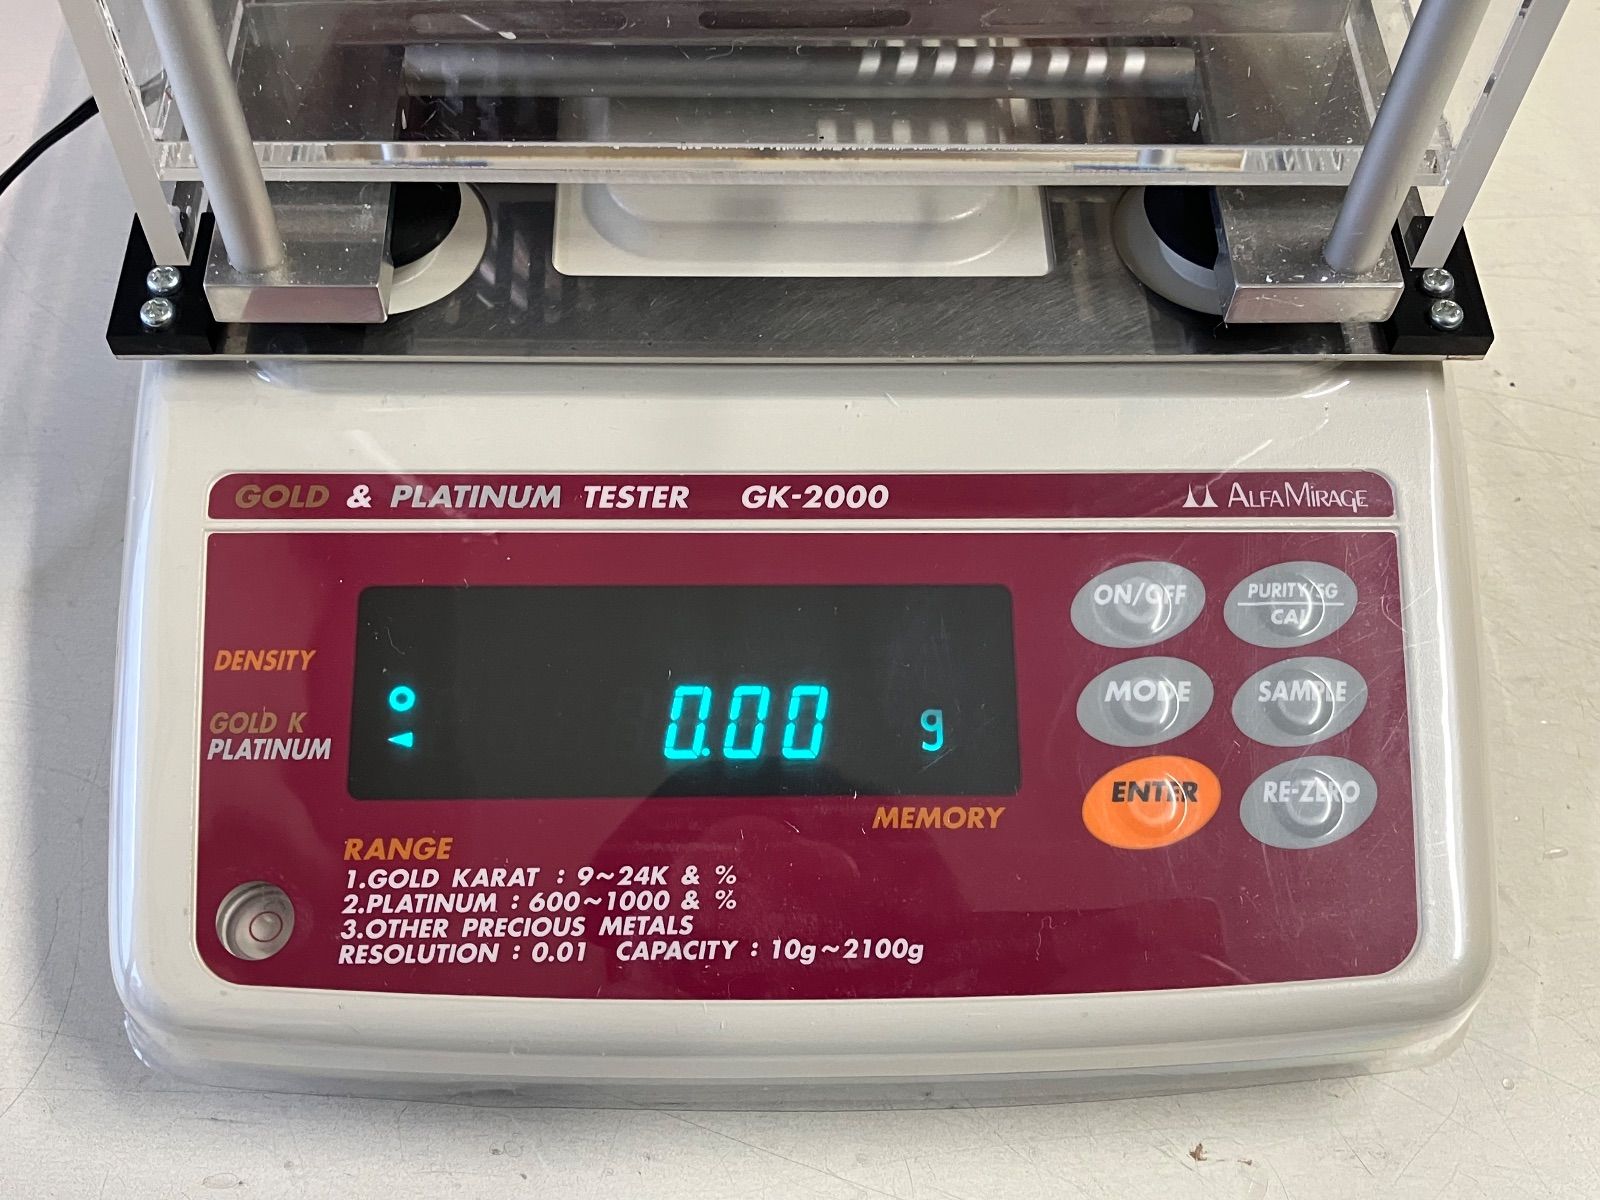 GOLD & PLATINUM TESTER GK-2000
ALFAMIRAGE
DENSITY
GOLD K
PLATINUM
0.00 g
MEMORY
ON/OFF
PURITY/SG
CAL
MODE
SAMPLE
ENTER
RE-ZERO
RANGE
1.GOLD KARAT : 9~24K & %
2.PLATINUM : 600~1000 & %
3.OTHER PRECIOUS METALS
RESOLUTION : 0.01 CAPACITY : 10g~2100g